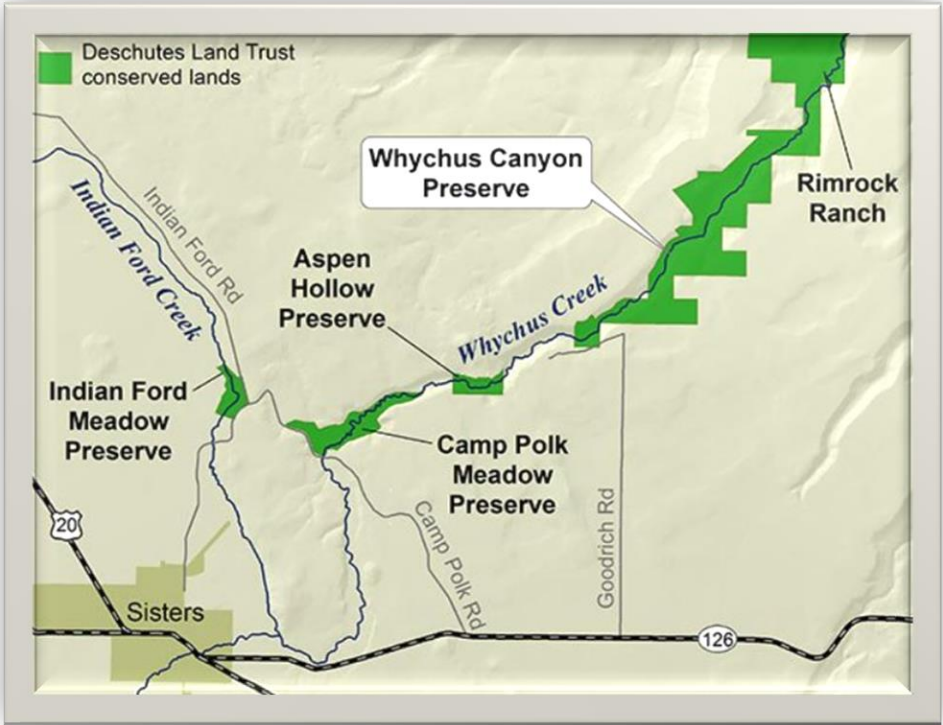 Deschutes Land Trust
conserved lands
Whychus Canyon
Preserve
Rimrock
Ranch
Indian Ford Rd
Indian Ford Creek
Aspen
Hollow
Preserve
Whychus Creek
Indian Ford
Meadow
Preserve
Camp Polk
Meadow
Preserve
Camp Polk Rd
Goodrich Rd
20
Sisters
126